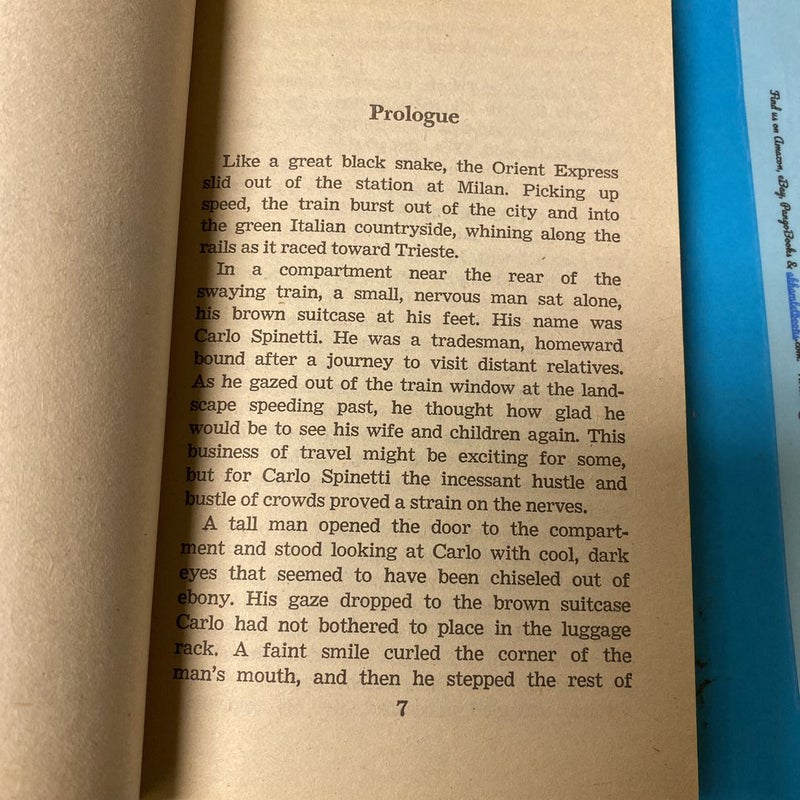 Prologue
Like a great black snake, the Orient Express
slid out of the station at Milan. Picking up
speed, the train burst out of the city and into
the green Italian countryside, whining along the
rails as it raced toward Trieste.
In a compartment near the rear of the
swaying train, a small, nervous man sat alone,
his brown suitcase at his feet. His name was
Carlo Spinetti. He was a tradesman, homeward
bound after a journey to visit distant relatives.
As he gazed out of the train window at the land-
scape speeding past, he thought how glad he
would be to see his wife and children again. This
business of travel might be exciting for some,
but for Carlo Spinetti the incessant hustle and
bustle of crowds proved a strain on the nerves.
A tall man opened the door to the compart-
ment and stood looking at Carlo with cool, dark
eyes that seemed to have been chiseled out of
ebony. His gaze dropped to the brown suitcase
Carlo had not bothered to place in the luggage
rack. A faint smile curled the corner of the
man's mouth, and then he stepped the rest of
7
Find us on Amazon, eBay, PangoBooks &